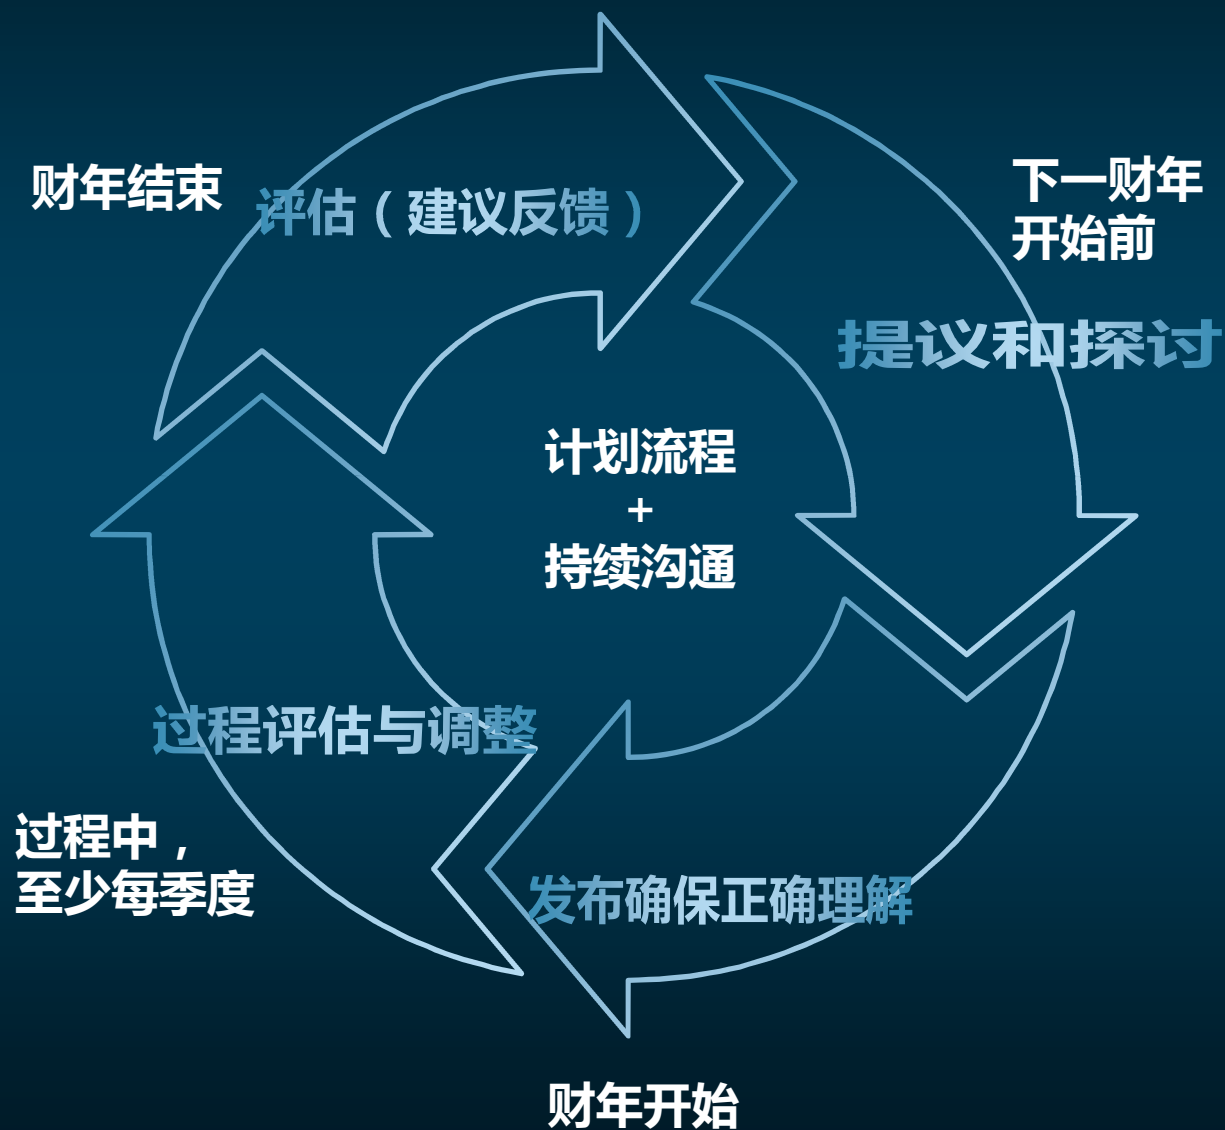 财年结束
评估（建议反馈）
下一财年
开始前
提议和探讨
计划流程
+
持续沟通
过程评估与调整
过程中，
至少每季度
发布确保正确理解
财年开始